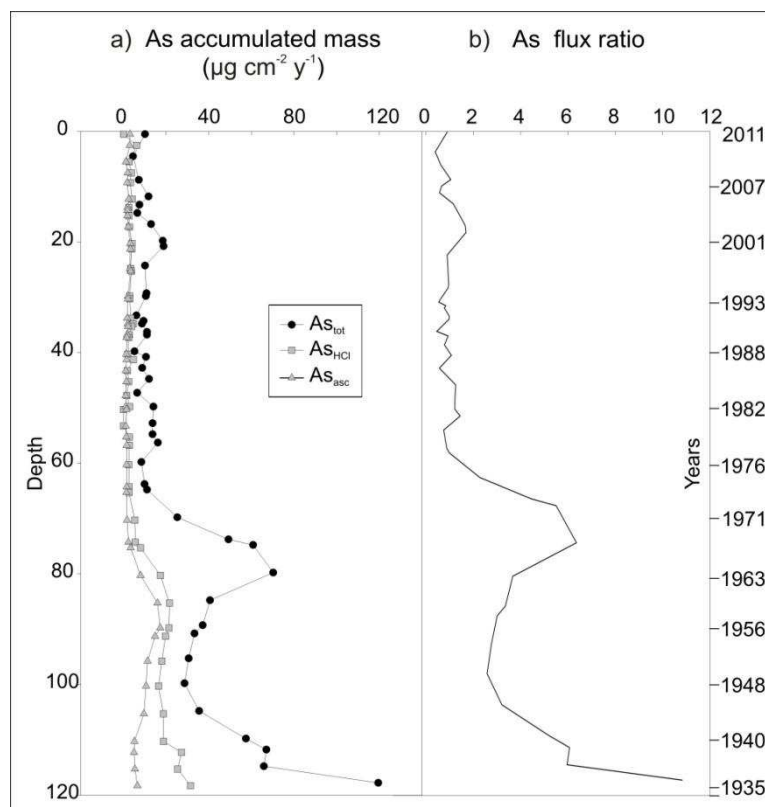 a) As accumulated mass
(µg cm⁻² y⁻¹)
b) As flux ratio
0 40 80 120
0 2 4 6 8 10 12
0
20
40
60
80
100
120
Depth
As_tot
As_HCl
As_asc
Years
2011
2007
2001
1993
1988
1982
1976
1971
1963
1956
1948
1940
1935